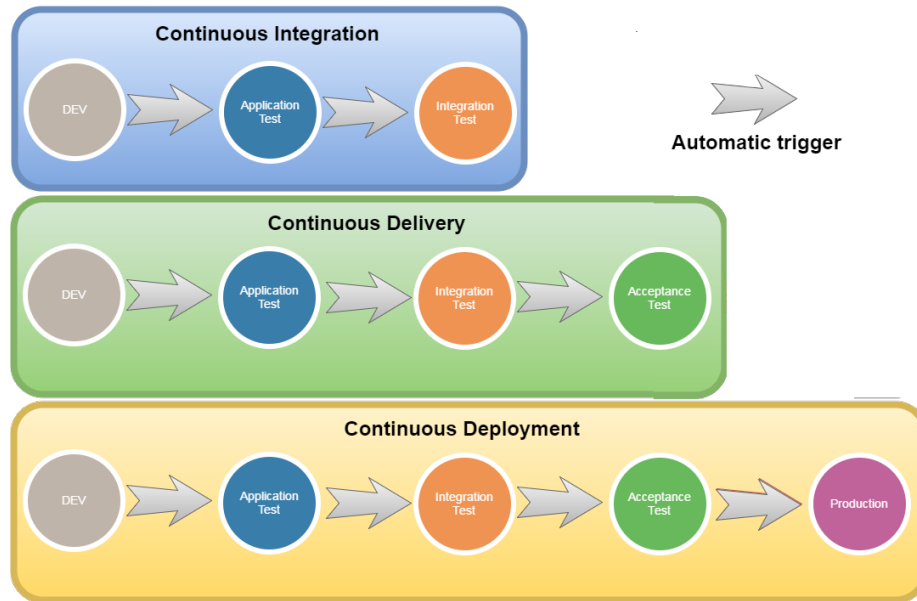 Continuous Integration
DEV
Application
Test
Integration
Test
Automatic trigger
Continuous Delivery
DEV
Application
Test
Integration
Test
Acceptance
Test
Continuous Deployment
DEV
Application
Test
Integration
Test
Acceptance
Test
Production